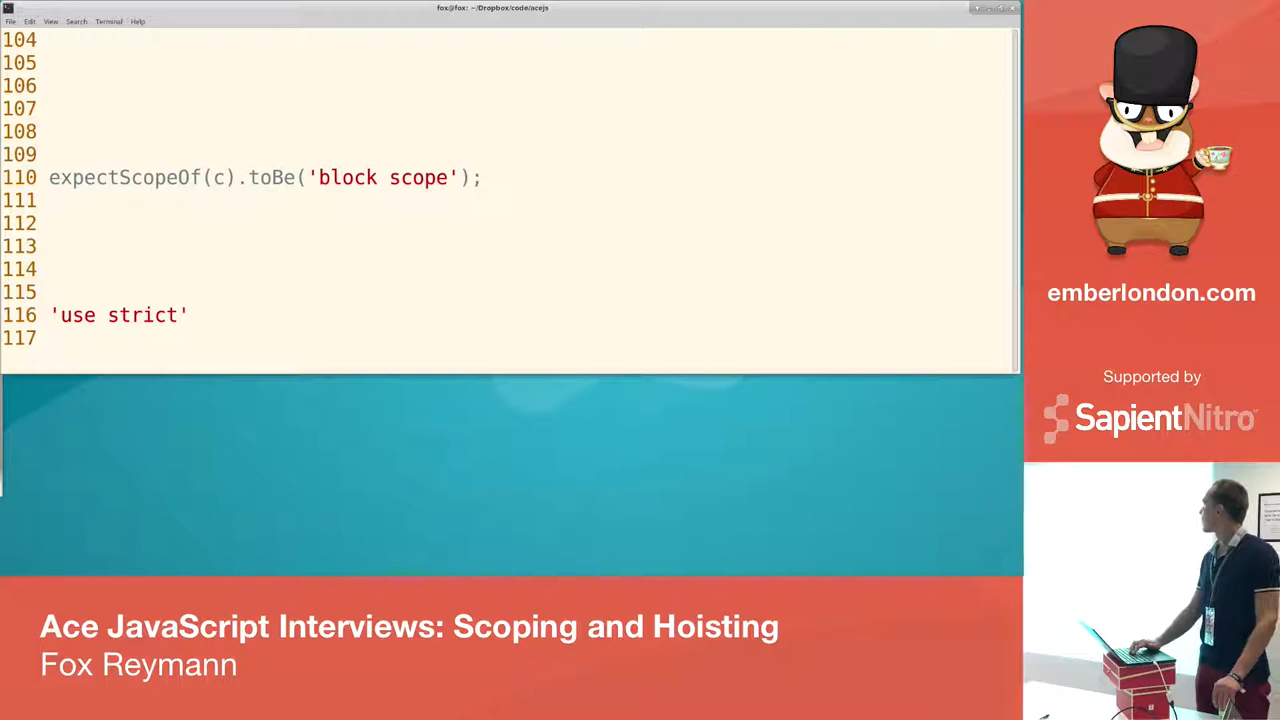 fox@fox: ~/Dropbox/code/acejs
File Edit View Search Terminal Help
104
105
106
107
108
109
110 expectScopeOf(c).toBe('block scope');
111
112
113
114
115
116 'use strict'
117
emberlondon.com
Supported by
SapientNitro
Ace JavaScript Interviews: Scoping and Hoisting
Fox Reymann